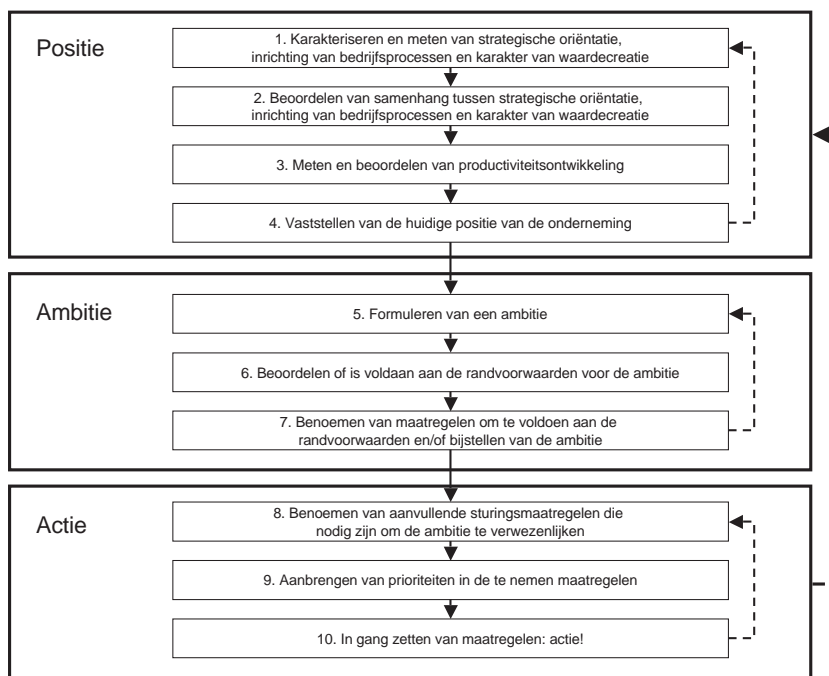 Positie
1. Karakteriseren en meten van strategische oriëntatie,
inrichting van bedrijfsprocessen en karakter van waardecreatie
2. Beoordelen van samenhang tussen strategische oriëntatie,
inrichting van bedrijfsprocessen en karakter van waardecreatie
3. Meten en beoordelen van productiviteitsontwikkeling
4. Vaststellen van de huidige positie van de onderneming
Ambitie
5. Formuleren van een ambitie
6. Beoordelen of is voldaan aan de randvoorwaarden voor de ambitie
7. Benoemen van maatregelen om te voldoen aan de
randvoorwaarden en/of bijstellen van de ambitie
Actie
8. Benoemen van aanvullende sturingsmaatregelen die
nodig zijn om de ambitie te verwezenlijken
9. Aanbrengen van prioriteiten in de te nemen maatregelen
10. In gang zetten van maatregelen: actie!